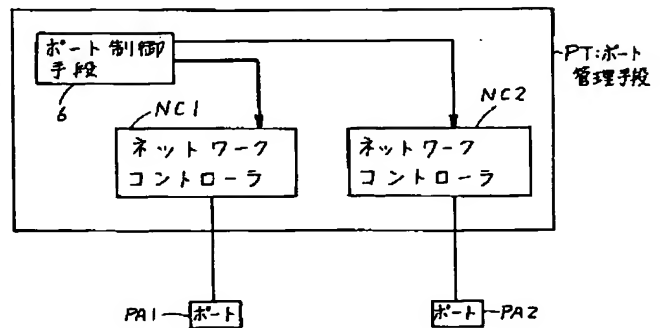 ポート制御
手段
6
PT:ポート
管理手段
NC1
NC2
ネットワーク
コントローラ
ネットワーク
コントローラ
PA1
ポート
ポート
PA2